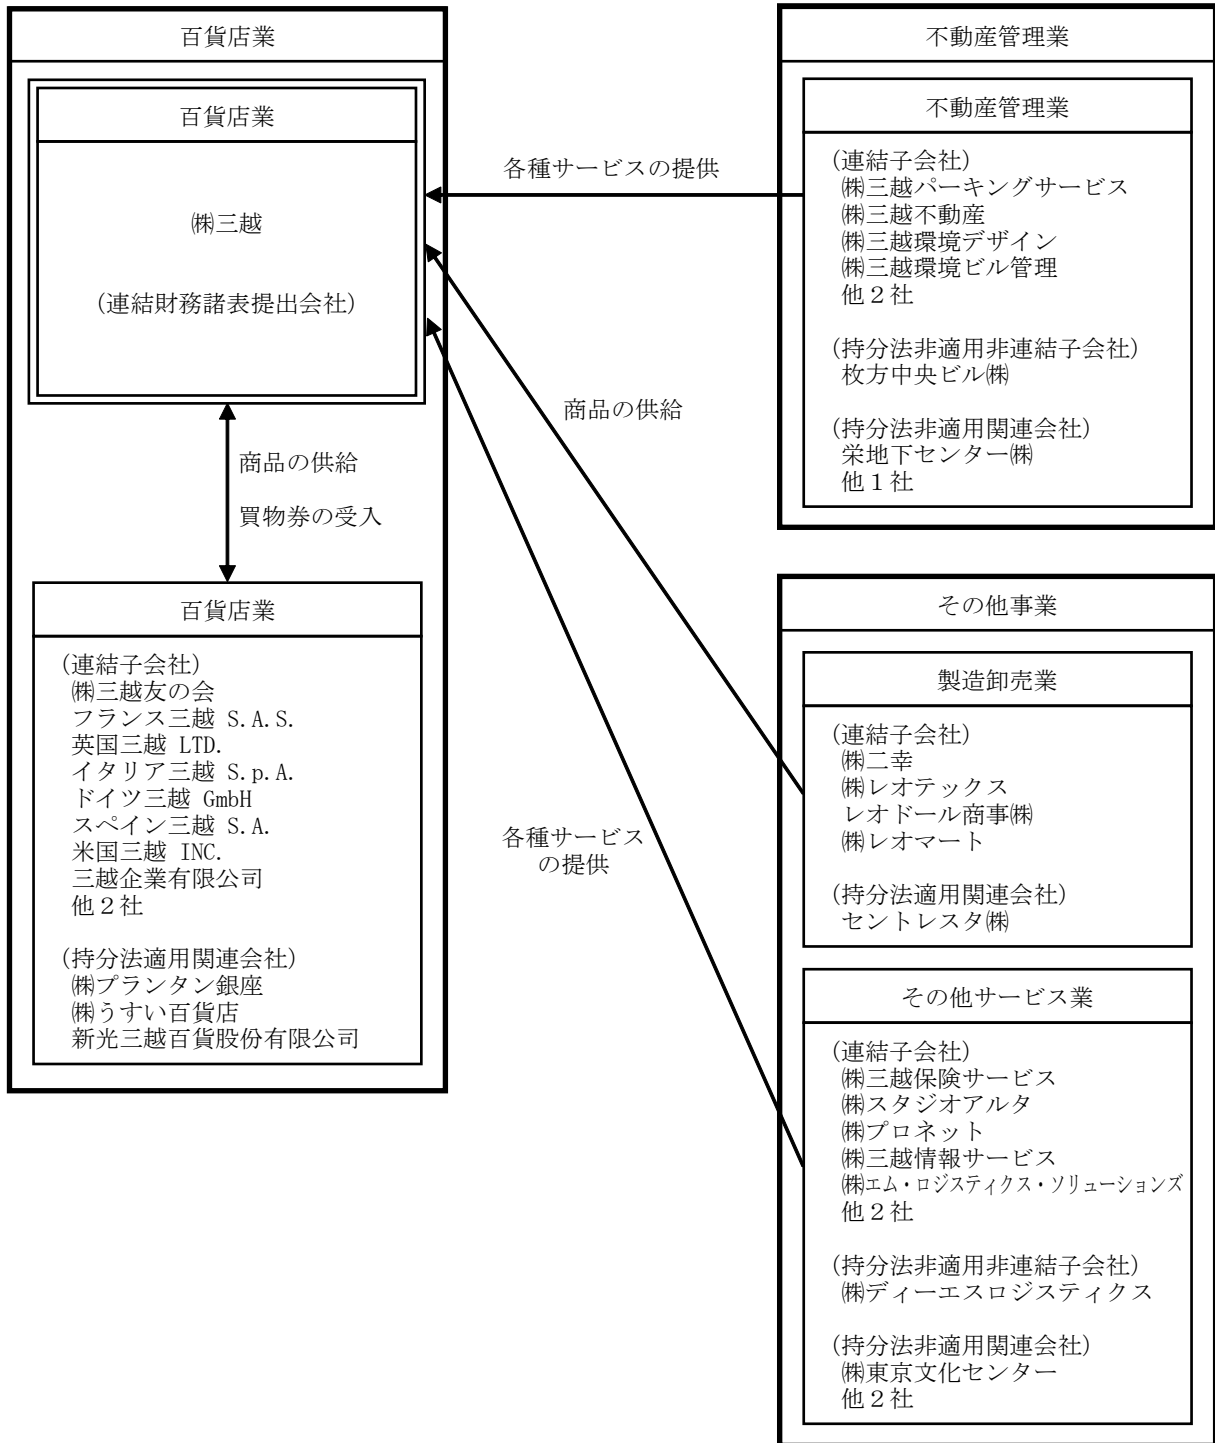 百貨店業
百貨店業
㈱三越
(連結財務諸表提出会社)
商品の供給
買物券の受入
百貨店業
(連結子会社)
㈱三越友の会
フランス三越 S.A.S.
英国三越 LTD.
イタリア三越 S.p.A.
ドイツ三越 GmbH
スペイン三越 S.A.
米国三越 INC.
三越企業有限公司
他２社
(持分法適用関連会社)
㈱プランタン銀座
㈱うすい百貨店
新光三越百貨股份有限公司
各種サービスの提供
商品の供給
各種サービス
の提供
不動産管理業
不動産管理業
(連結子会社)
㈱三越パーキングサービス
㈱三越不動産
㈱三越環境デザイン
㈱三越環境ビル管理
他２社
(持分法非適用非連結子会社)
枚方中央ビル㈱
(持分法非適用関連会社)
栄地下センター㈱
他１社
その他事業
製造卸売業
(連結子会社)
㈱二幸
㈱レオテックス
レオドール商事㈱
㈱レオマート
(持分法適用関連会社)
セントレスタ㈱
その他サービス業
(連結子会社)
㈱三越保険サービス
㈱スタジオアルタ
㈱プロネット
㈱三越情報サービス
㈱エム・ロジスティクス・ソリューションズ
他２社
(持分法非適用非連結子会社)
㈱ディーエスロジスティクス
(持分法非適用関連会社)
㈱東京文化センター
他２社